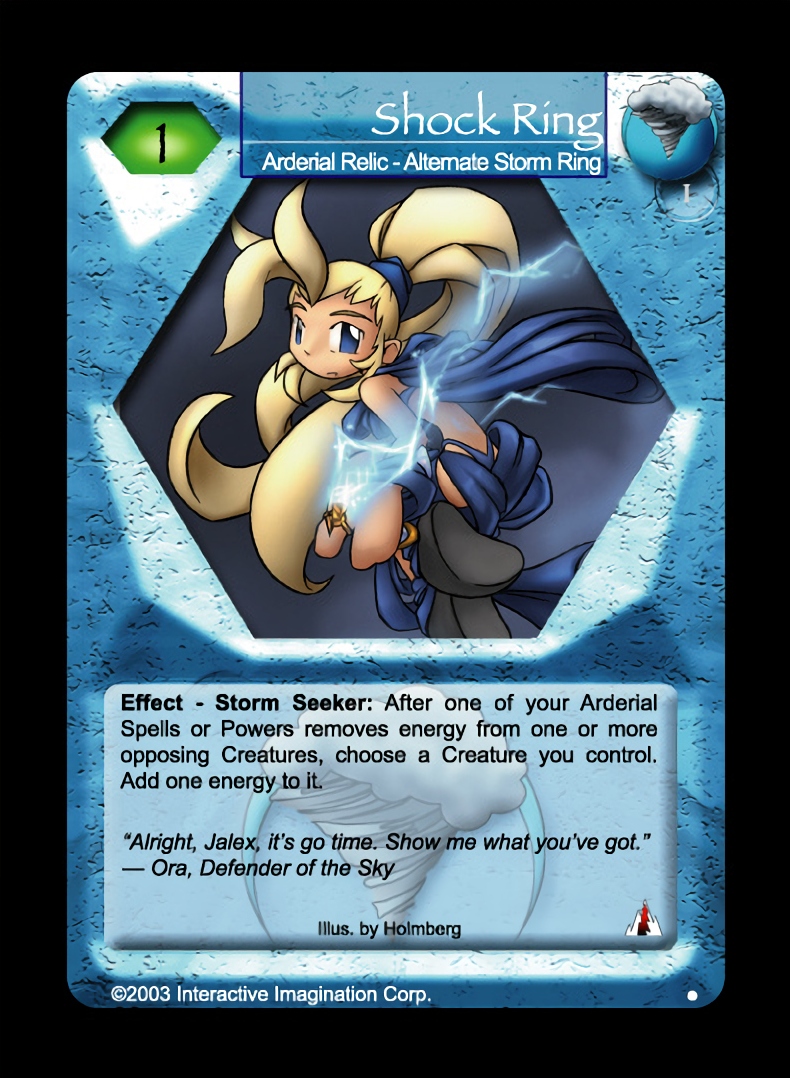 1
Shock Ring
Arderial Relic - Alternate Storm Ring
I
Effect - Storm Seeker: After one of your Arderial
Spells or Powers removes energy from one or more
opposing Creatures, choose a Creature you control.
Add one energy to it.
“Alright, Jalex, it’s go time. Show me what you’ve got.”
— Ora, Defender of the Sky
Illus. by Holmberg
©2003 Interactive Imagination Corp.